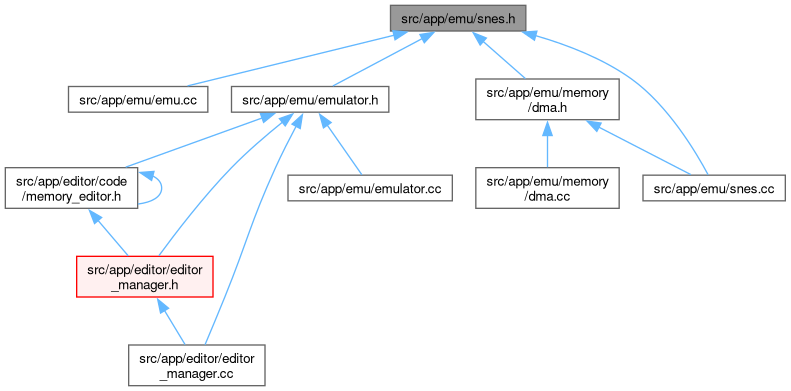 src/app/emu/snes.h
src/app/emu/emu.cc
src/app/emu/emulator.h
src/app/emu/memory
/dma.h
src/app/editor/code
/memory_editor.h
src/app/emu/emulator.cc
src/app/emu/memory
/dma.cc
src/app/emu/snes.cc
src/app/editor/editor
_manager.h
src/app/editor/editor
_manager.cc